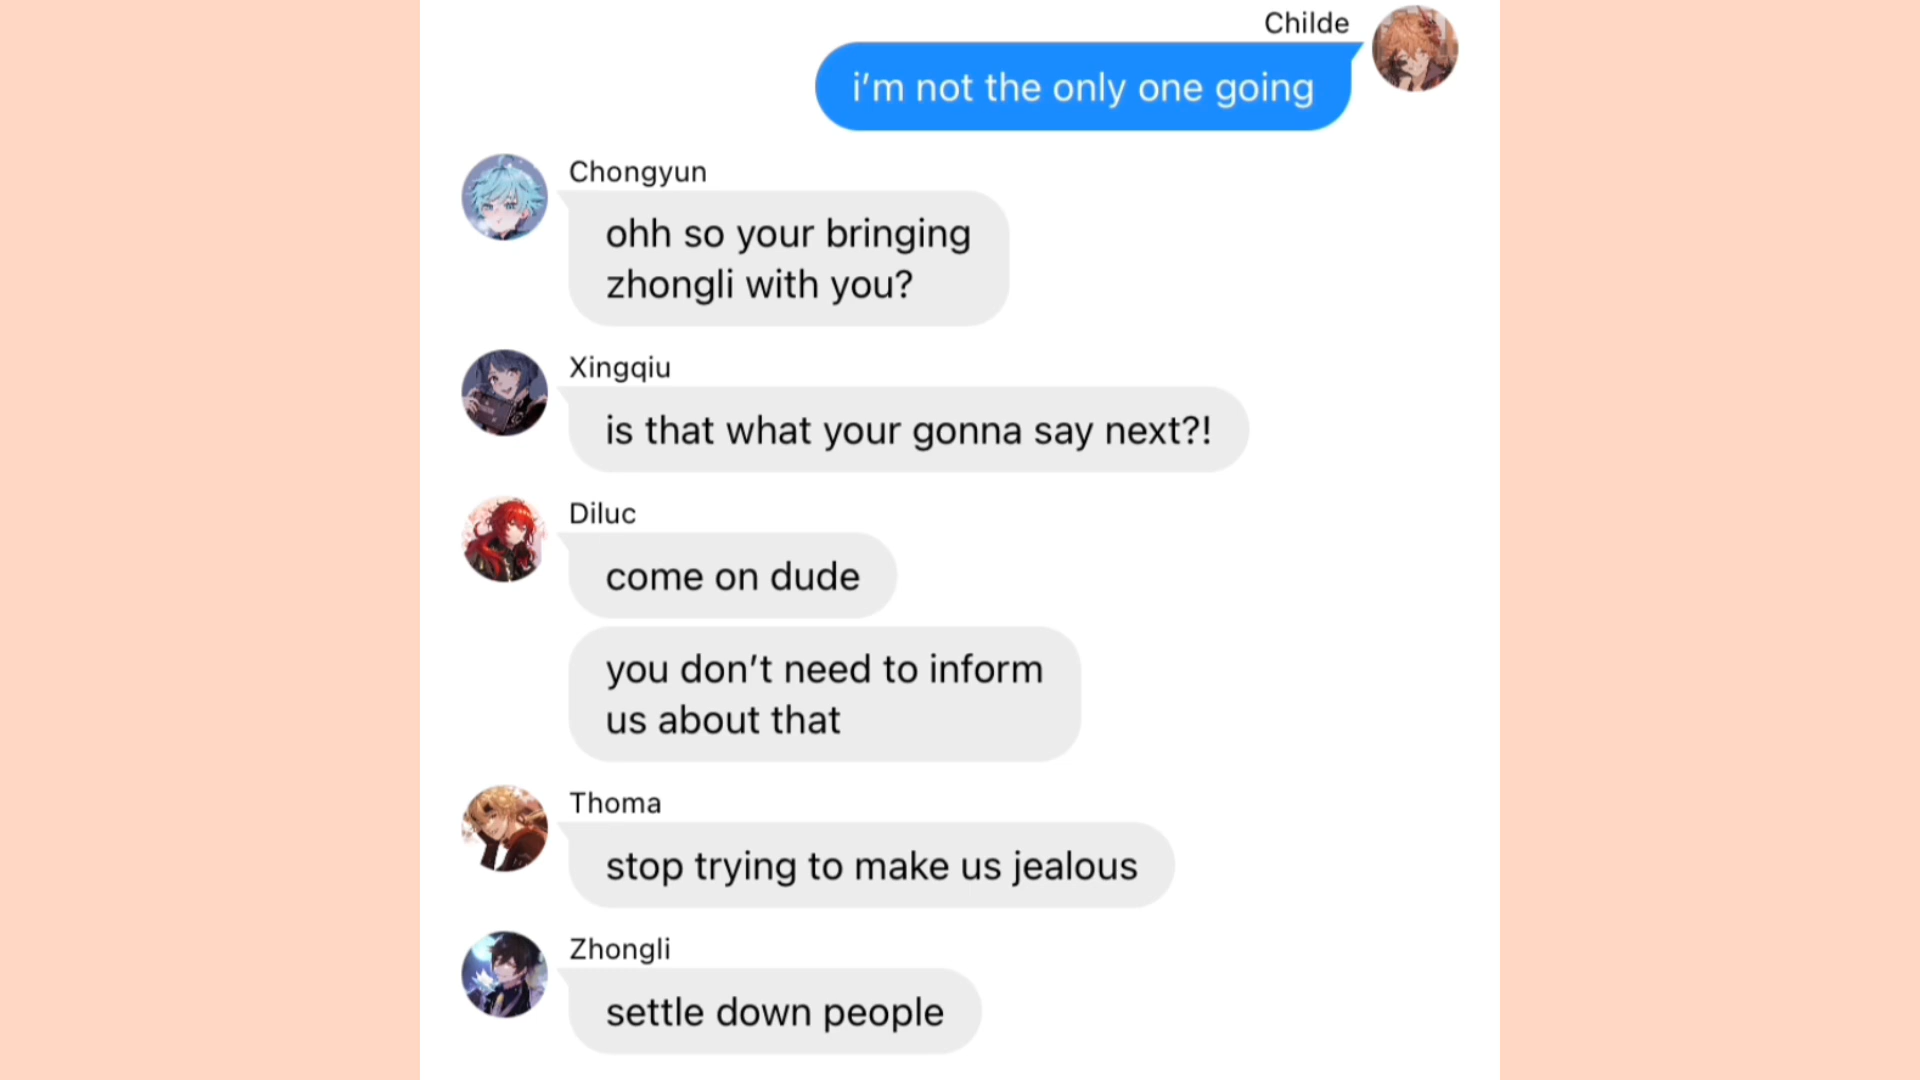 Childe
i’m not the only one going
Chongyun
ohh so your bringing
zhongli with you?
Xingqiu
is that what your gonna say next?!
Diluc
come on dude
you don’t need to inform
us about that
Thoma
stop trying to make us jealous
Zhongli
settle down people